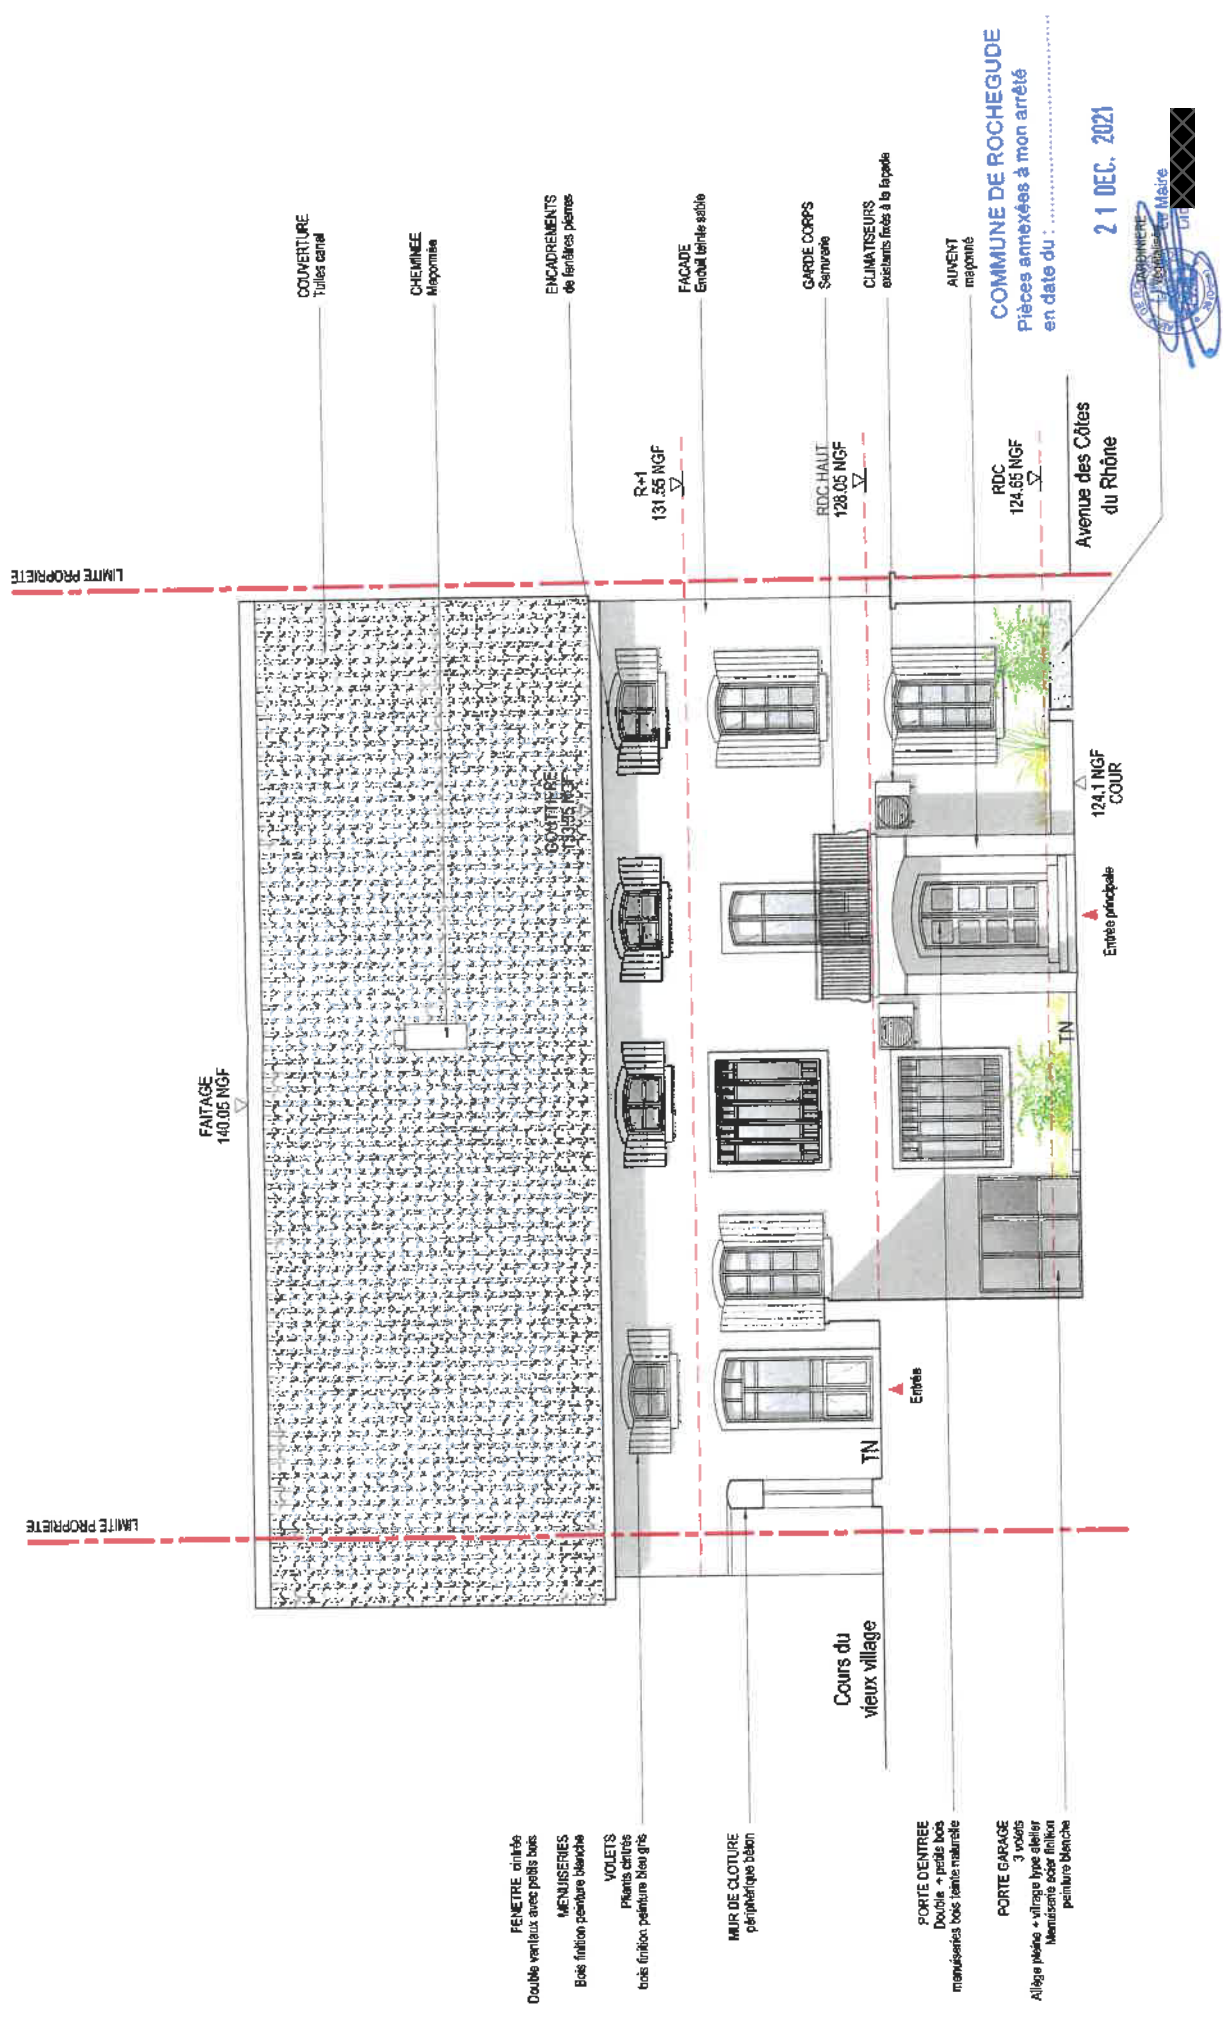 LIMITE PROPRIETE
LIMITE PROPRIETE
FAITAGE
140.05 NGF
COUVERTURE
Tuiles canal
CHEMINEE
Maçonnée
ENCADREMENTS
de fenêtres pierres
FAÇADE
Enduit teinte sable
GARDE CORPS
Serrurerie
CLIMATISEURS
existants fixés à la façade
AUVENT
maçonné
GOUTTIERE
R+1
131.55 NGF
RDC HAUT
128.05 NGF
RDC
124.65 NGF
Avenue des Côtes
du Rhône
124.1 NGF
COUR
Entrée principale
TN
Entrée
TN
Cours du
vieux village
FENETRE cintrée
Double vantaux avec petits bois
MENUISERIES
Bois finition peinture blanche
VOLETS
Pliants cintrés
bois finition peinture bleu gris
MUR DE CLOTURE
périphérique béton
PORTE D'ENTREE
Double + petits bois
menuiseries bois teinte naturelle
PORTE GARAGE
3 volets
Allège pleine + vitrage type atelier
Menuiserie acier finition
peinture blanche
COMMUNE DE ROCHEGUDE
Pièces annexées à mon arrêté
en date du :
21 DEC. 2021
Le Maire